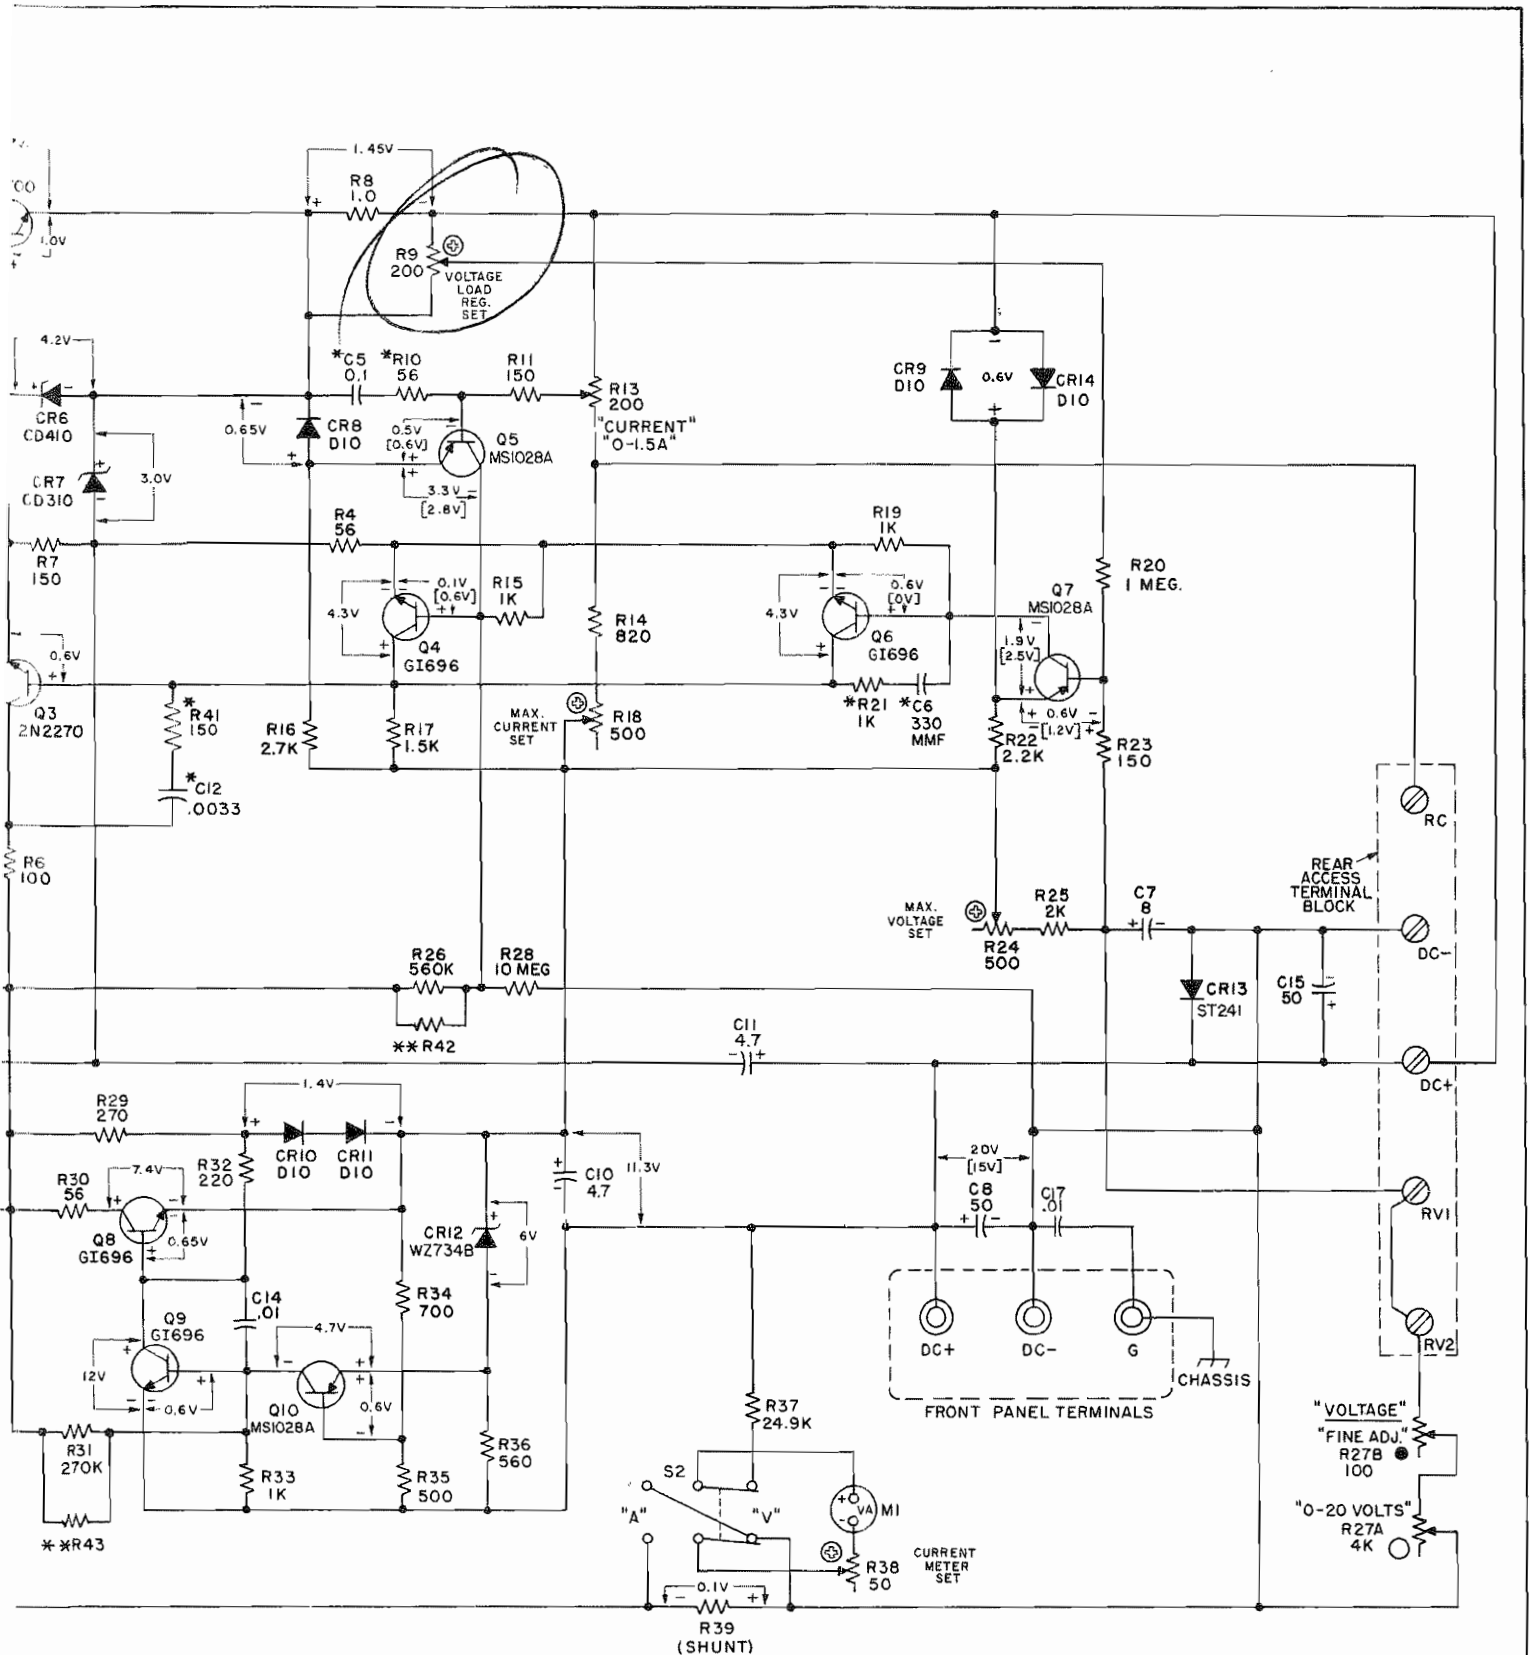 1.45V
R8
1.0
+
-
'00
1.0V
+
R9
200
VOLTAGE
LOAD
REG.
SET
4.2V
*C5
0.1
*R10
56
R11
150
R13
200
"CURRENT"
"0-1.5A"
CR9
D10
-
0.6V
+
CR14
D10
+
-
CR6
CD410
-
0.65V
+
CR8
D10
0.5V
[0.6V]
Q5
MS1028A
3.3V
[2.8V]
CR7
CD310
+
-
3.0V
R7
150
R4
56
R19
1K
4.3V
0.1V
[0.6V]
R15
1K
Q4
GI696
R14
820
4.3V
0.6V
[0V]
Q6
GI696
Q7
MS1028A
R20
1 MEG.
1.9V
[2.5V]
0.6V
[1.2V]
0.6V
Q3
2N2270
*
R41
150
*
C12
.0033
R16
2.7K
R17
1.5K
MAX.
CURRENT
SET
R18
500
*R21
1K
*C6
330
MMF
R22
2.2K
R23
150
R6
100
RC
REAR
ACCESS
TERMINAL
BLOCK
MAX.
VOLTAGE
SET
R24
500
R25
2K
C7
8
+
-
DC-
R26
560K
R28
10 MEG
**R42
CR13
ST241
C15
50
-
+
C11
4.7
-
+
DC+
1.4V
R29
270
+
-
CR10
D10
CR11
D10
R32
220
+
C10
-
4.7
11.3V
20V
[15V]
R30
56
7.4V
Q8
GI696
0.65V
CR12
WZ734B
+
6V
-
C8
50
+
-
C17
.01
RV1
R34
700
C14
.01
Q9
GI696
4.7V
12V
0.6V
Q10
MS1028A
0.6V
DC+
DC-
G
CHASSIS
FRONT PANEL TERMINALS
RV2
R31
270K
R33
1K
R35
500
R36
560
**R43
R37
24.9K
S2
"A"
"V"
+
VA
-
M1
R38
50
CURRENT
METER
SET
"VOLTAGE"
"FINE ADJ."
R27B
100
"0-20 VOLTS"
R27A
4K
-
0.1V
+
R39
(SHUNT)